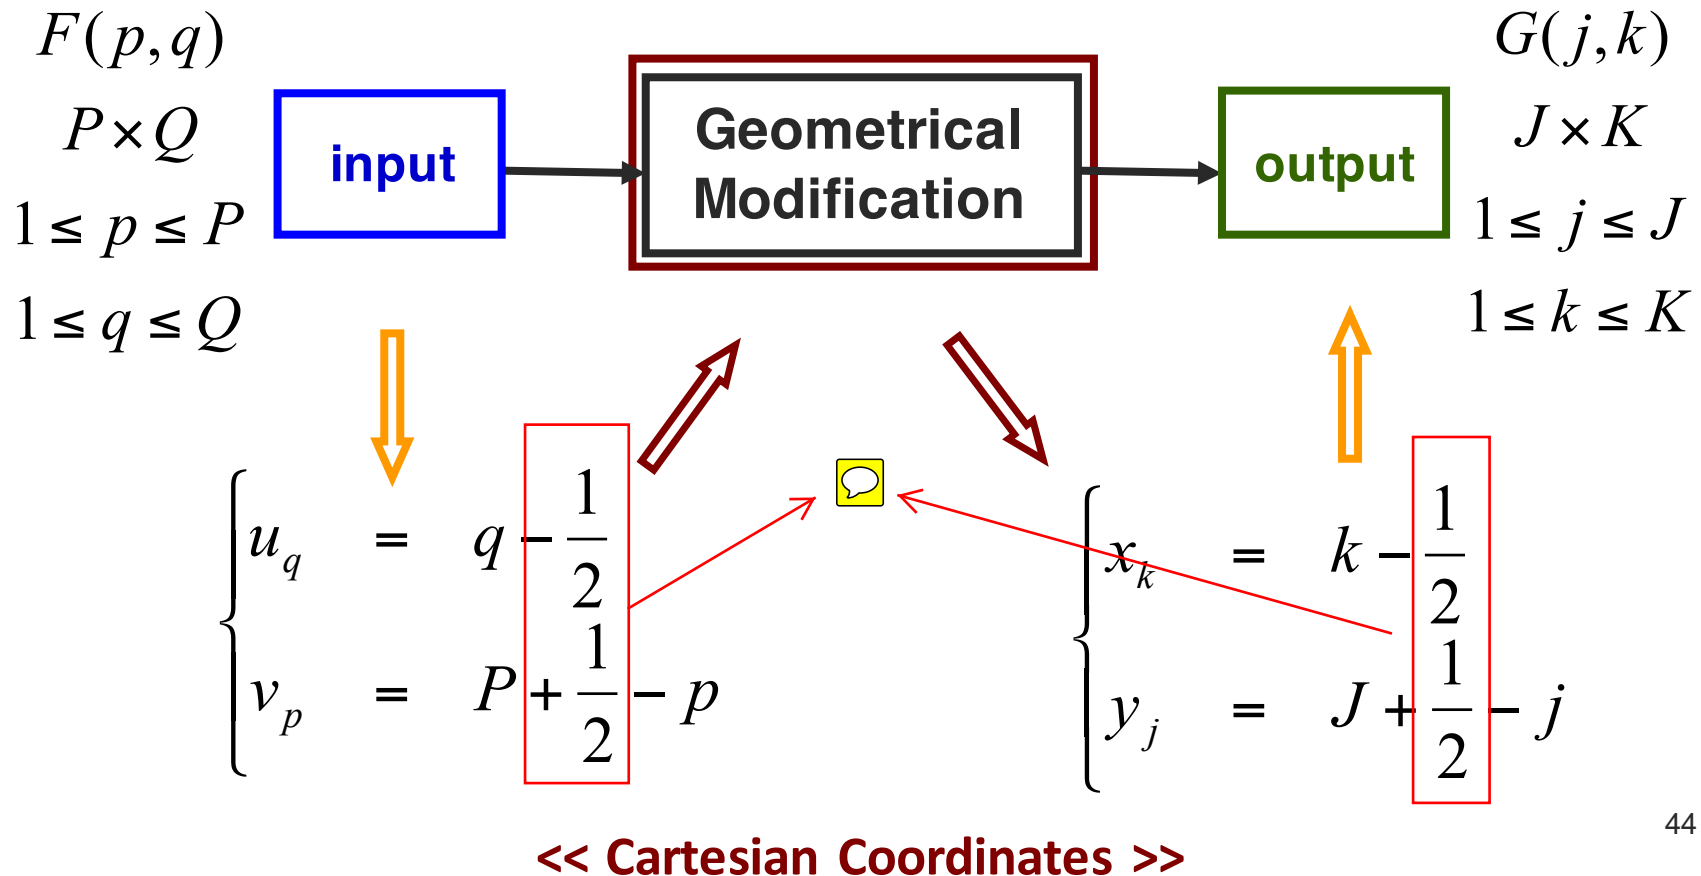 F(p,q)
P×Q
1 ≤ p ≤ P
1 ≤ q ≤ Q
input
Geometrical
Modification
output
G(j,k)
J×K
1 ≤ j ≤ J
1 ≤ k ≤ K
u_q = q − 1/2
v_p = P + 1/2 − p
x_k = k − 1/2
y_j = J + 1/2 − j
44
<< Cartesian Coordinates >>